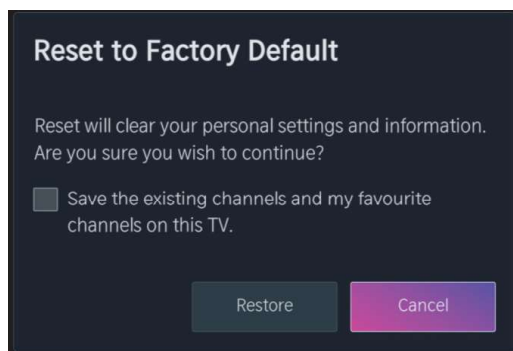 Reset to Factory Default
Reset will clear your personal settings and information.
Are you sure you wish to continue?
Save the existing channels and my favourite
channels on this TV.
Restore
Cancel